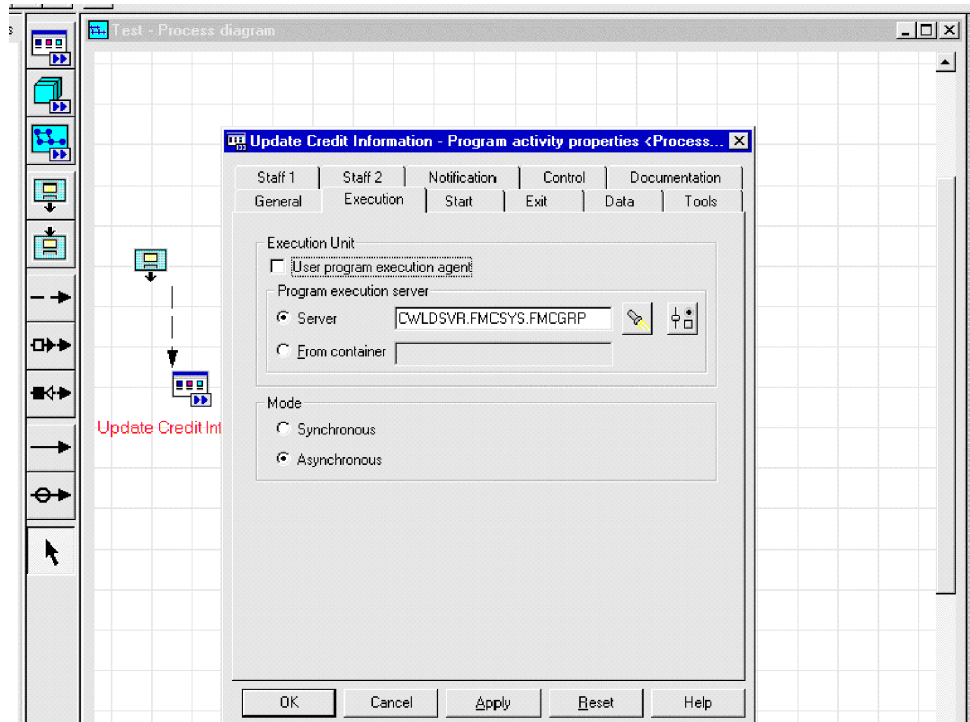 Test - Process diagram
Update Credit Information - Program activity properties <Process...
Staff 1 Staff 2 Notification Control Documentation
General Execution Start Exit Data Tools
Execution Unit
User program execution agent
Program execution server
Server CWLDSVR.FMCSYS.FMCGRP
From container
Mode
Update Credit Inf
Synchronous
Asynchronous
OK Cancel Apply Reset Help